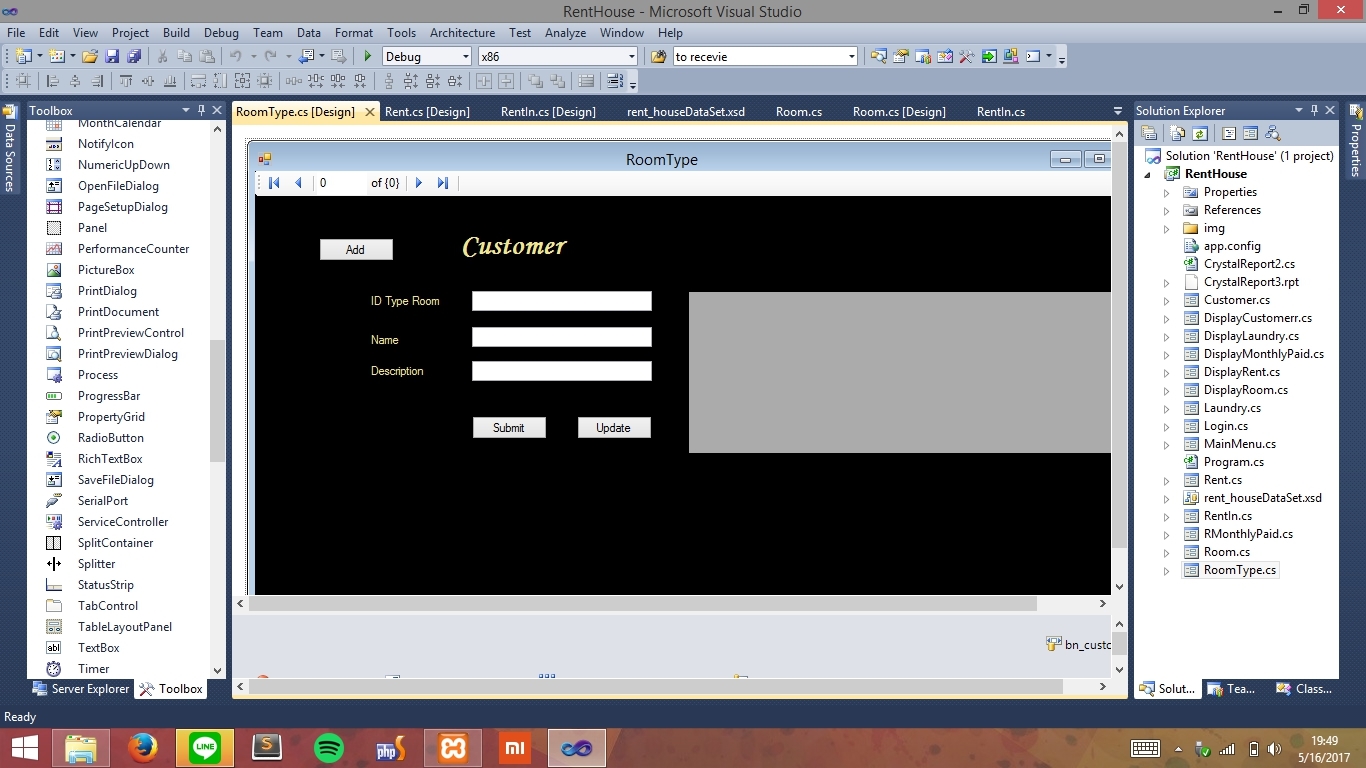 RentHouse - Microsoft Visual Studio
File Edit View Project Build Debug Team Data Format Tools Architecture Test Analyze Window Help
Debug x86 to recevie
Data Sources
Toolbox
MonthCalendar
NotifyIcon
NumericUpDown
OpenFileDialog
PageSetupDialog
Panel
PerformanceCounter
PictureBox
PrintDialog
PrintDocument
PrintPreviewControl
PrintPreviewDialog
Process
ProgressBar
PropertyGrid
RadioButton
RichTextBox
SaveFileDialog
SerialPort
ServiceController
SplitContainer
Splitter
StatusStrip
TabControl
TableLayoutPanel
abl TextBox
Timer
Server Explorer Toolbox
RoomType.cs [Design] Rent.cs [Design] RentIn.cs [Design] rent_houseDataSet.xsd Room.cs Room.cs [Design] RentIn.cs
RoomType
0 of {0}
Add
Customer
ID Type Room
Name
Description
Submit Update
bn_custo
Solution Explorer
Solution 'RentHouse' (1 project)
RentHouse
Properties
References
img
app.config
CrystalReport2.cs
CrystalReport3.rpt
Customer.cs
DisplayCustomerr.cs
DisplayLaundry.cs
DisplayMonthlyPaid.cs
DisplayRent.cs
DisplayRoom.cs
Laundry.cs
Login.cs
MainMenu.cs
Program.cs
Rent.cs
rent_houseDataSet.xsd
RentIn.cs
RMonthlyPaid.cs
Room.cs
RoomType.cs
Solut... Tea... Class...
Properties
Ready
LINE
S
php
mi
19:49
5/16/2017